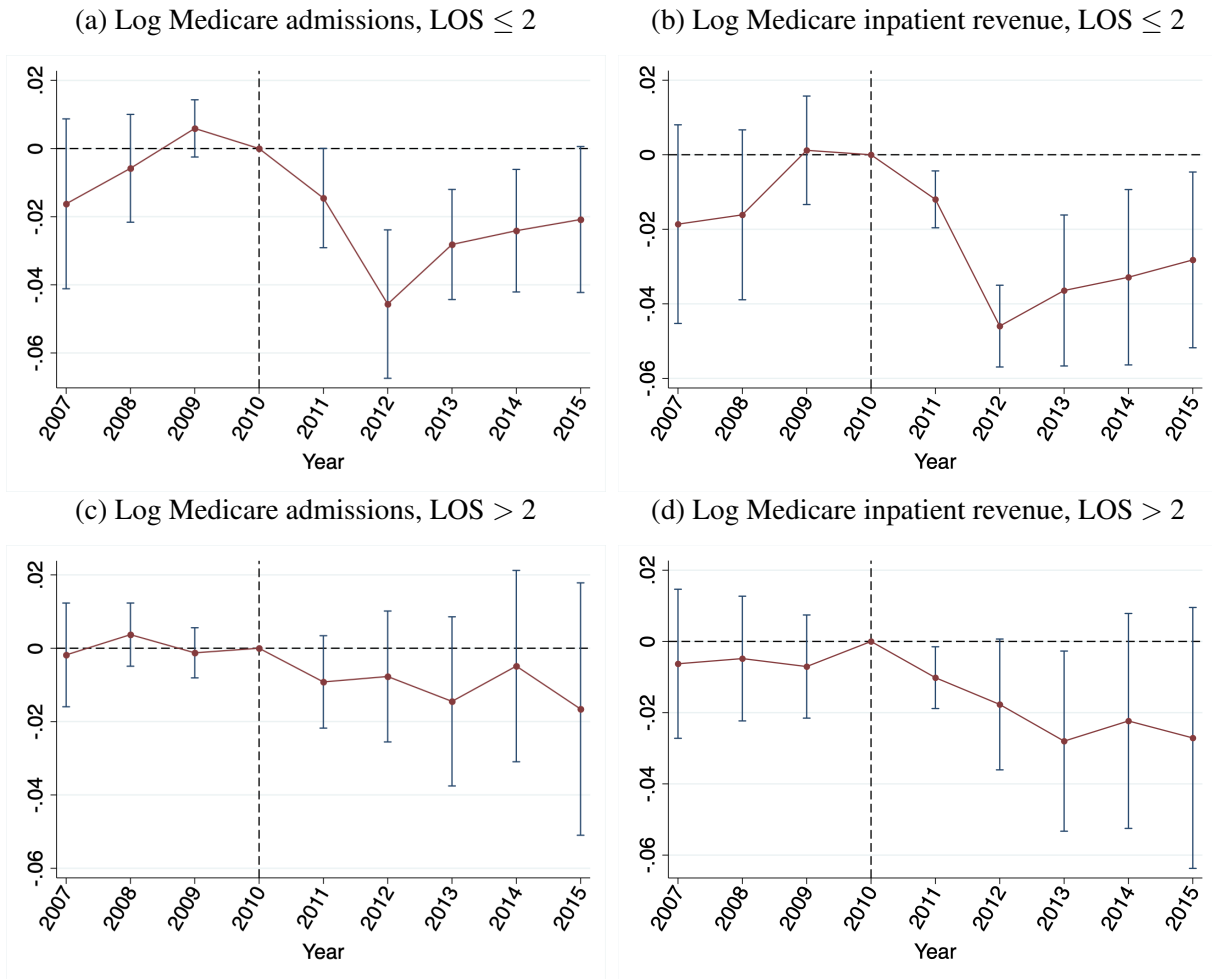 (a) Log Medicare admissions, LOS ≤ 2
.02
0
-.02
-.04
-.06
2007 2008 2009 2010 2011 2012 2013 2014 2015
Year
(b) Log Medicare inpatient revenue, LOS ≤ 2
.02
0
-.02
-.04
-.06
2007 2008 2009 2010 2011 2012 2013 2014 2015
Year
(c) Log Medicare admissions, LOS > 2
.02
0
-.02
-.04
-.06
2007 2008 2009 2010 2011 2012 2013 2014 2015
Year
(d) Log Medicare inpatient revenue, LOS > 2
.02
0
-.02
-.04
-.06
2007 2008 2009 2010 2011 2012 2013 2014 2015
Year